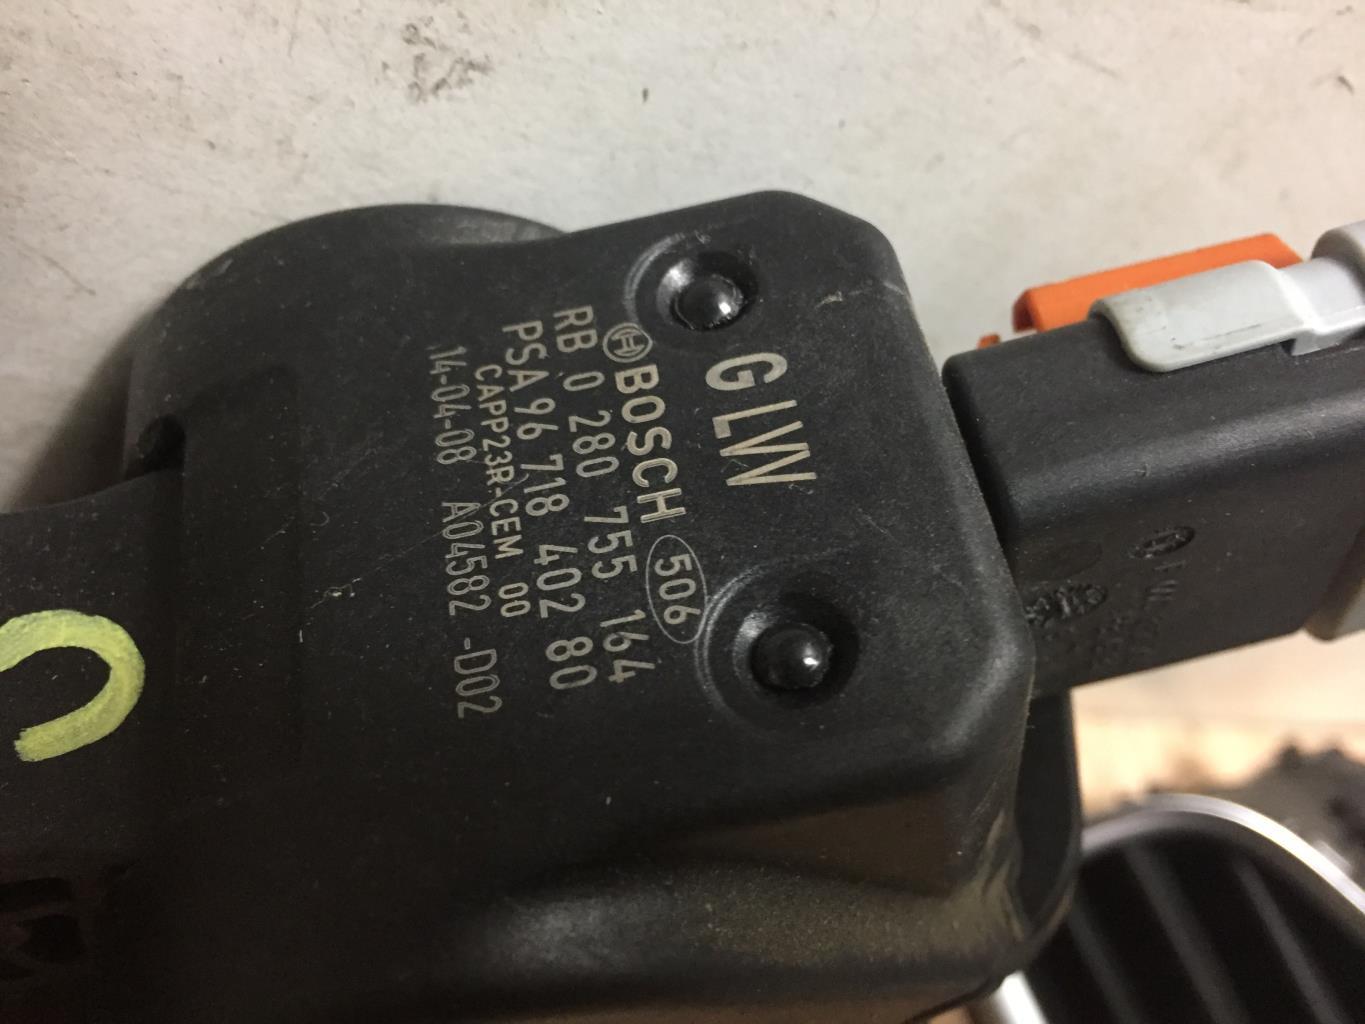 GLW
BOSCH 506
RB 0 280 755 164
PSA 96 718 402 80
CAPP23R-CEM 00
14-04-08 A04582 -D02